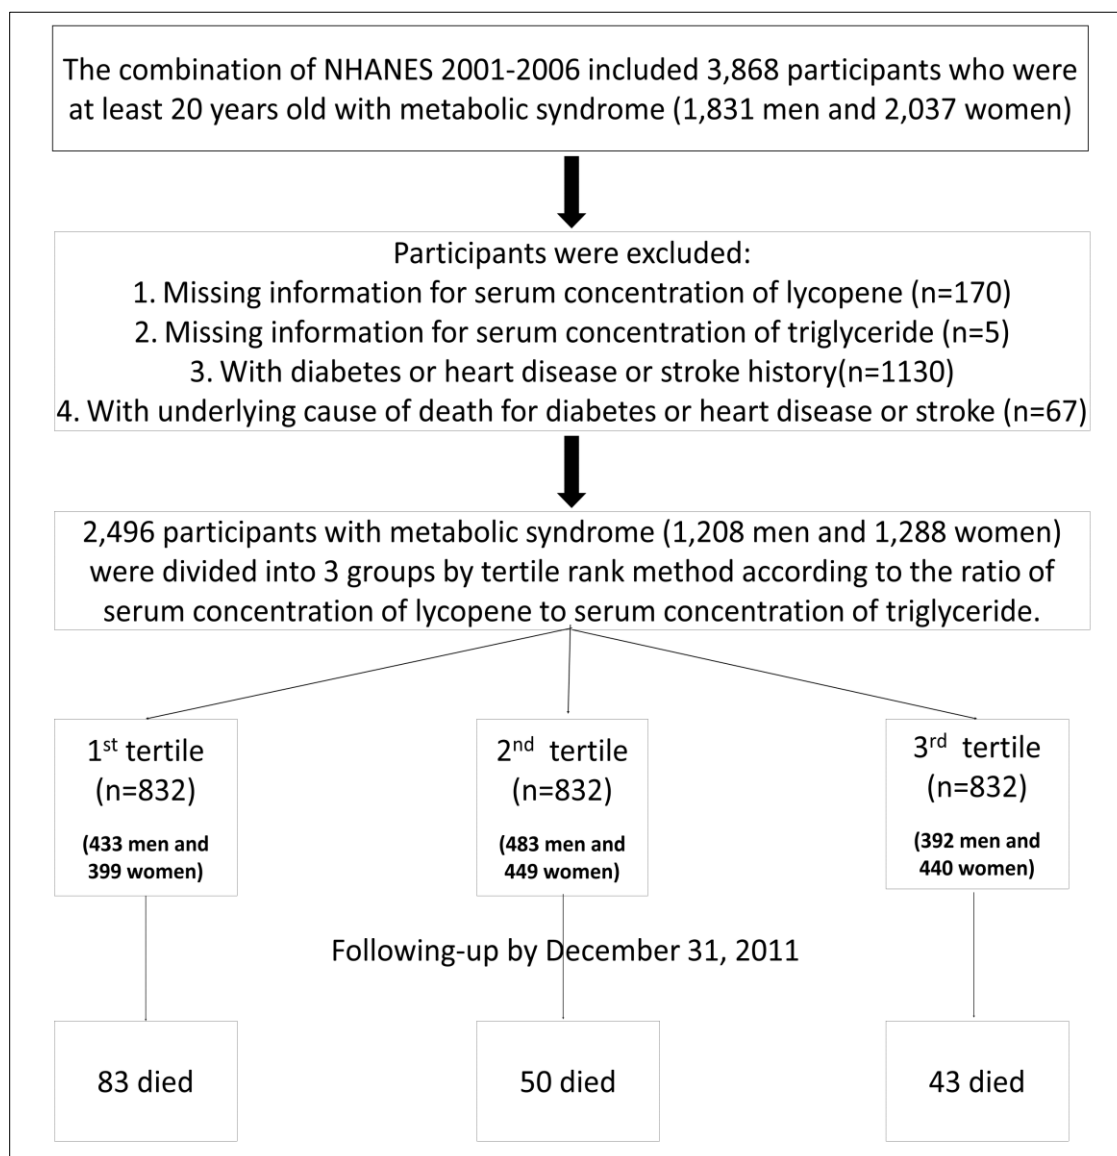 The combination of NHANES 2001-2006 included 3,868 participants who were
at least 20 years old with metabolic syndrome (1,831 men and 2,037 women)
Participants were excluded:
1. Missing information for serum concentration of lycopene (n=170)
2. Missing information for serum concentration of triglyceride (n=5)
3. With diabetes or heart disease or stroke history(n=1130)
4. With underlying cause of death for diabetes or heart disease or stroke (n=67)
2,496 participants with metabolic syndrome (1,208 men and 1,288 women)
were divided into 3 groups by tertile rank method according to the ratio of
serum concentration of lycopene to serum concentration of triglyceride.
1st tertile
(n=832)
(433 men and
399 women)
2nd tertile
(n=832)
(483 men and
449 women)
3rd tertile
(n=832)
(392 men and
440 women)
Following-up by December 31, 2011
83 died
50 died
43 died